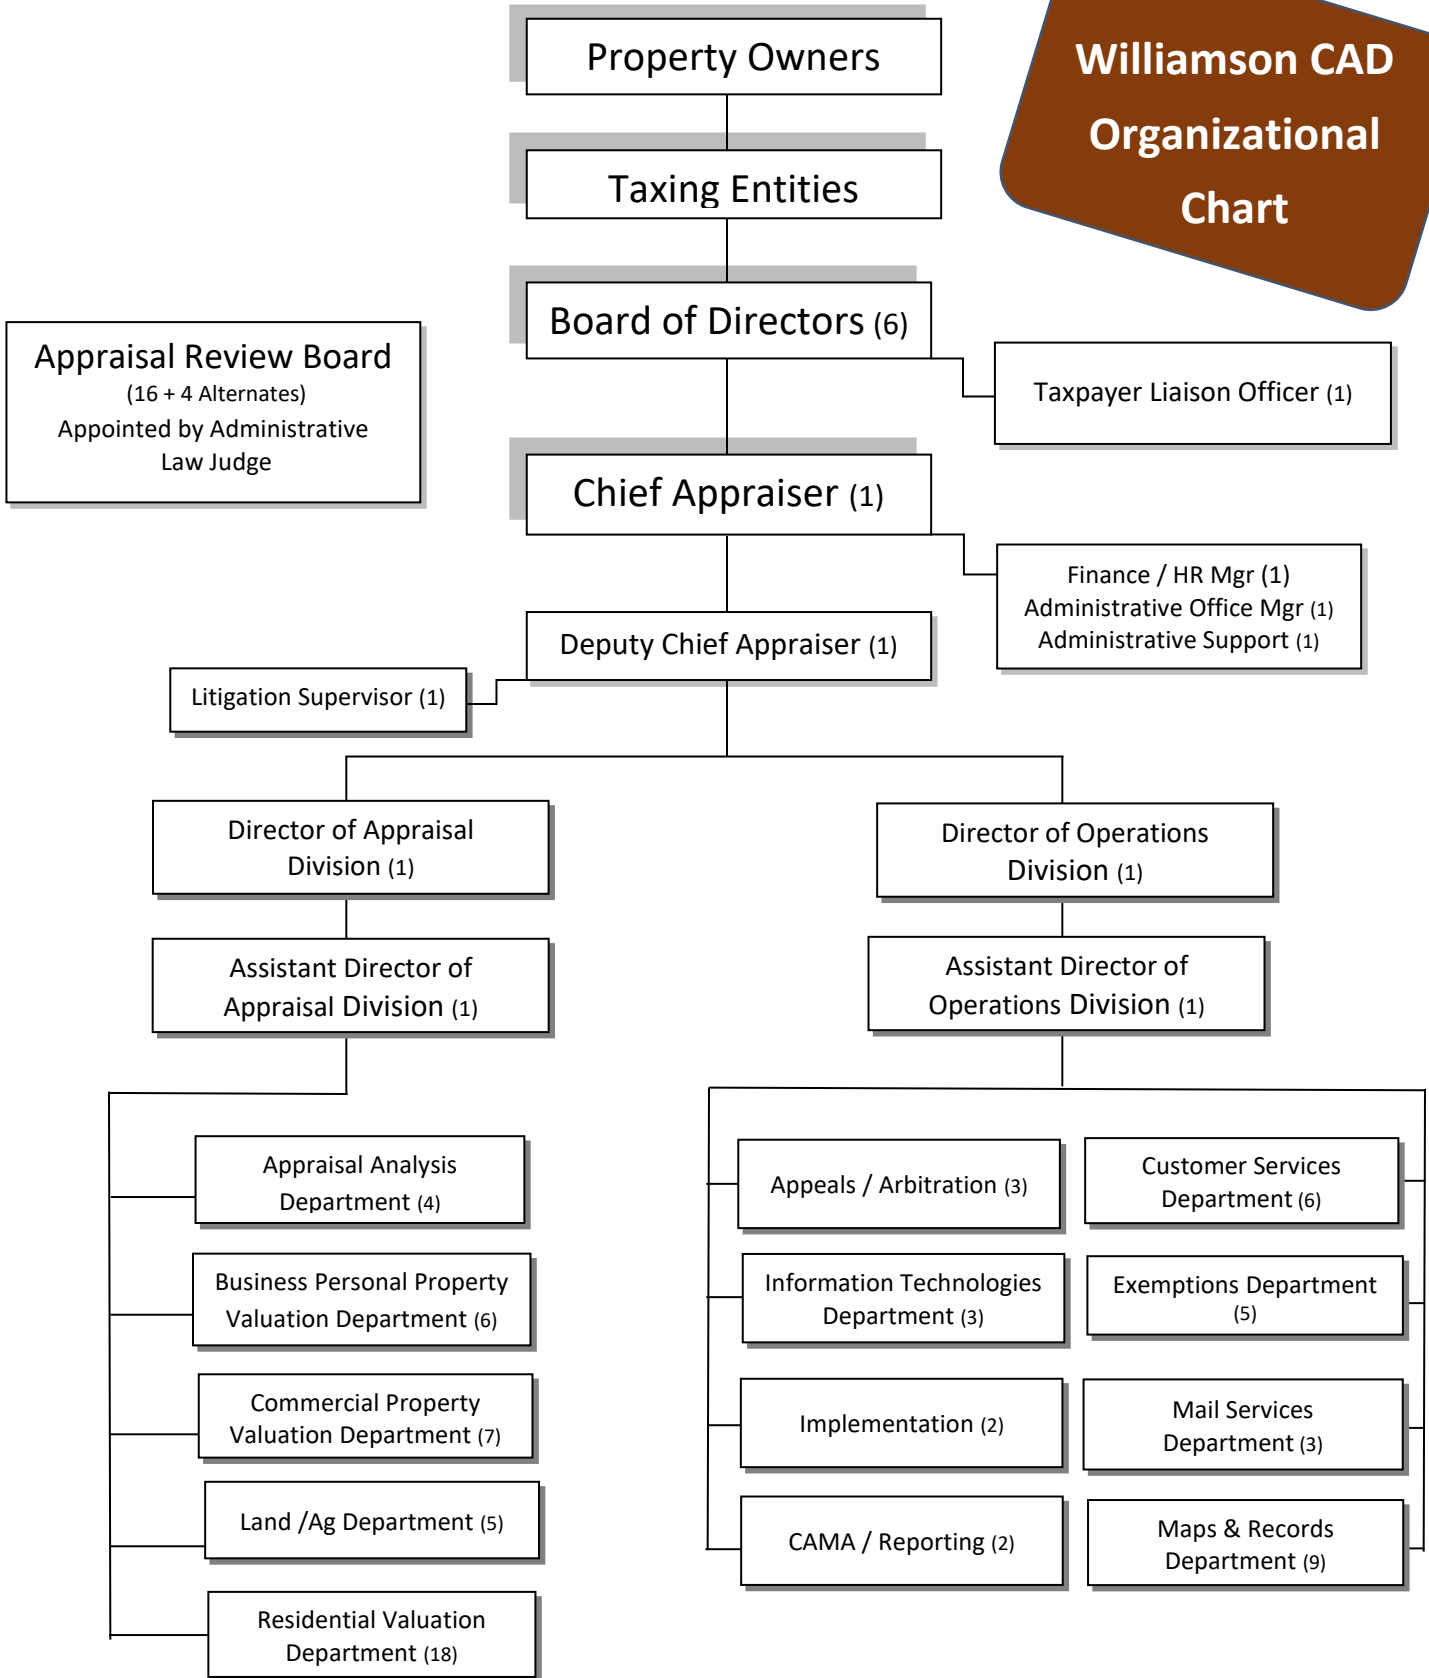 Williamson CAD
Organizational
Chart
Property Owners
Taxing Entities
Board of Directors (6)
Appraisal Review Board
(16 + 4 Alternates)
Appointed by Administrative
Law Judge
Taxpayer Liaison Officer (1)
Chief Appraiser (1)
Finance / HR Mgr (1)
Administrative Office Mgr (1)
Administrative Support (1)
Deputy Chief Appraiser (1)
Litigation Supervisor (1)
Director of Appraisal
Division (1)
Director of Operations
Division (1)
Assistant Director of
Appraisal Division (1)
Assistant Director of
Operations Division (1)
Appraisal Analysis
Department (4)
Business Personal Property
Valuation Department (6)
Commercial Property
Valuation Department (7)
Land /Ag Department (5)
Residential Valuation
Department (18)
Appeals / Arbitration (3)
Information Technologies
Department (3)
Implementation (2)
CAMA / Reporting (2)
Customer Services
Department (6)
Exemptions Department
(5)
Mail Services
Department (3)
Maps & Records
Department (9)